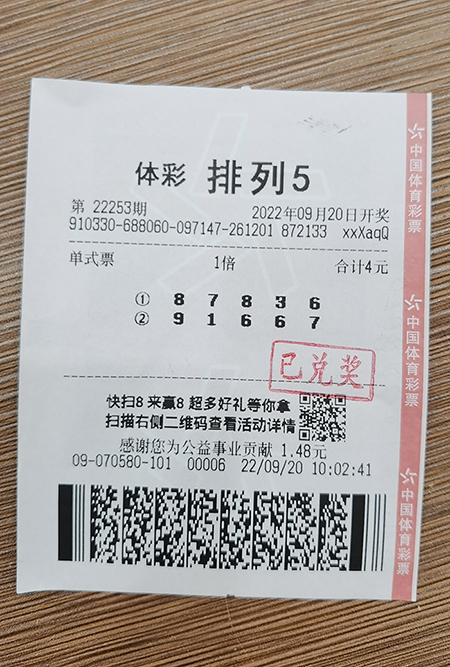 体彩 排列5
第 22253期 2022年09月20日开奖
910330-688060-097147-261201 872133 xxXaqQ
单式票 1倍 合计4元
① 8 7 8 3 6
② 9 1 6 6 7
已兑奖
快扫8 来赢8 超多好礼等你拿
扫描右侧二维码查看活动详情
感谢您为公益事业贡献 1.48元
09-070580-101 00006 22/09/20 10:02:41
中国体育彩票
中国体育彩票
中国体育彩票